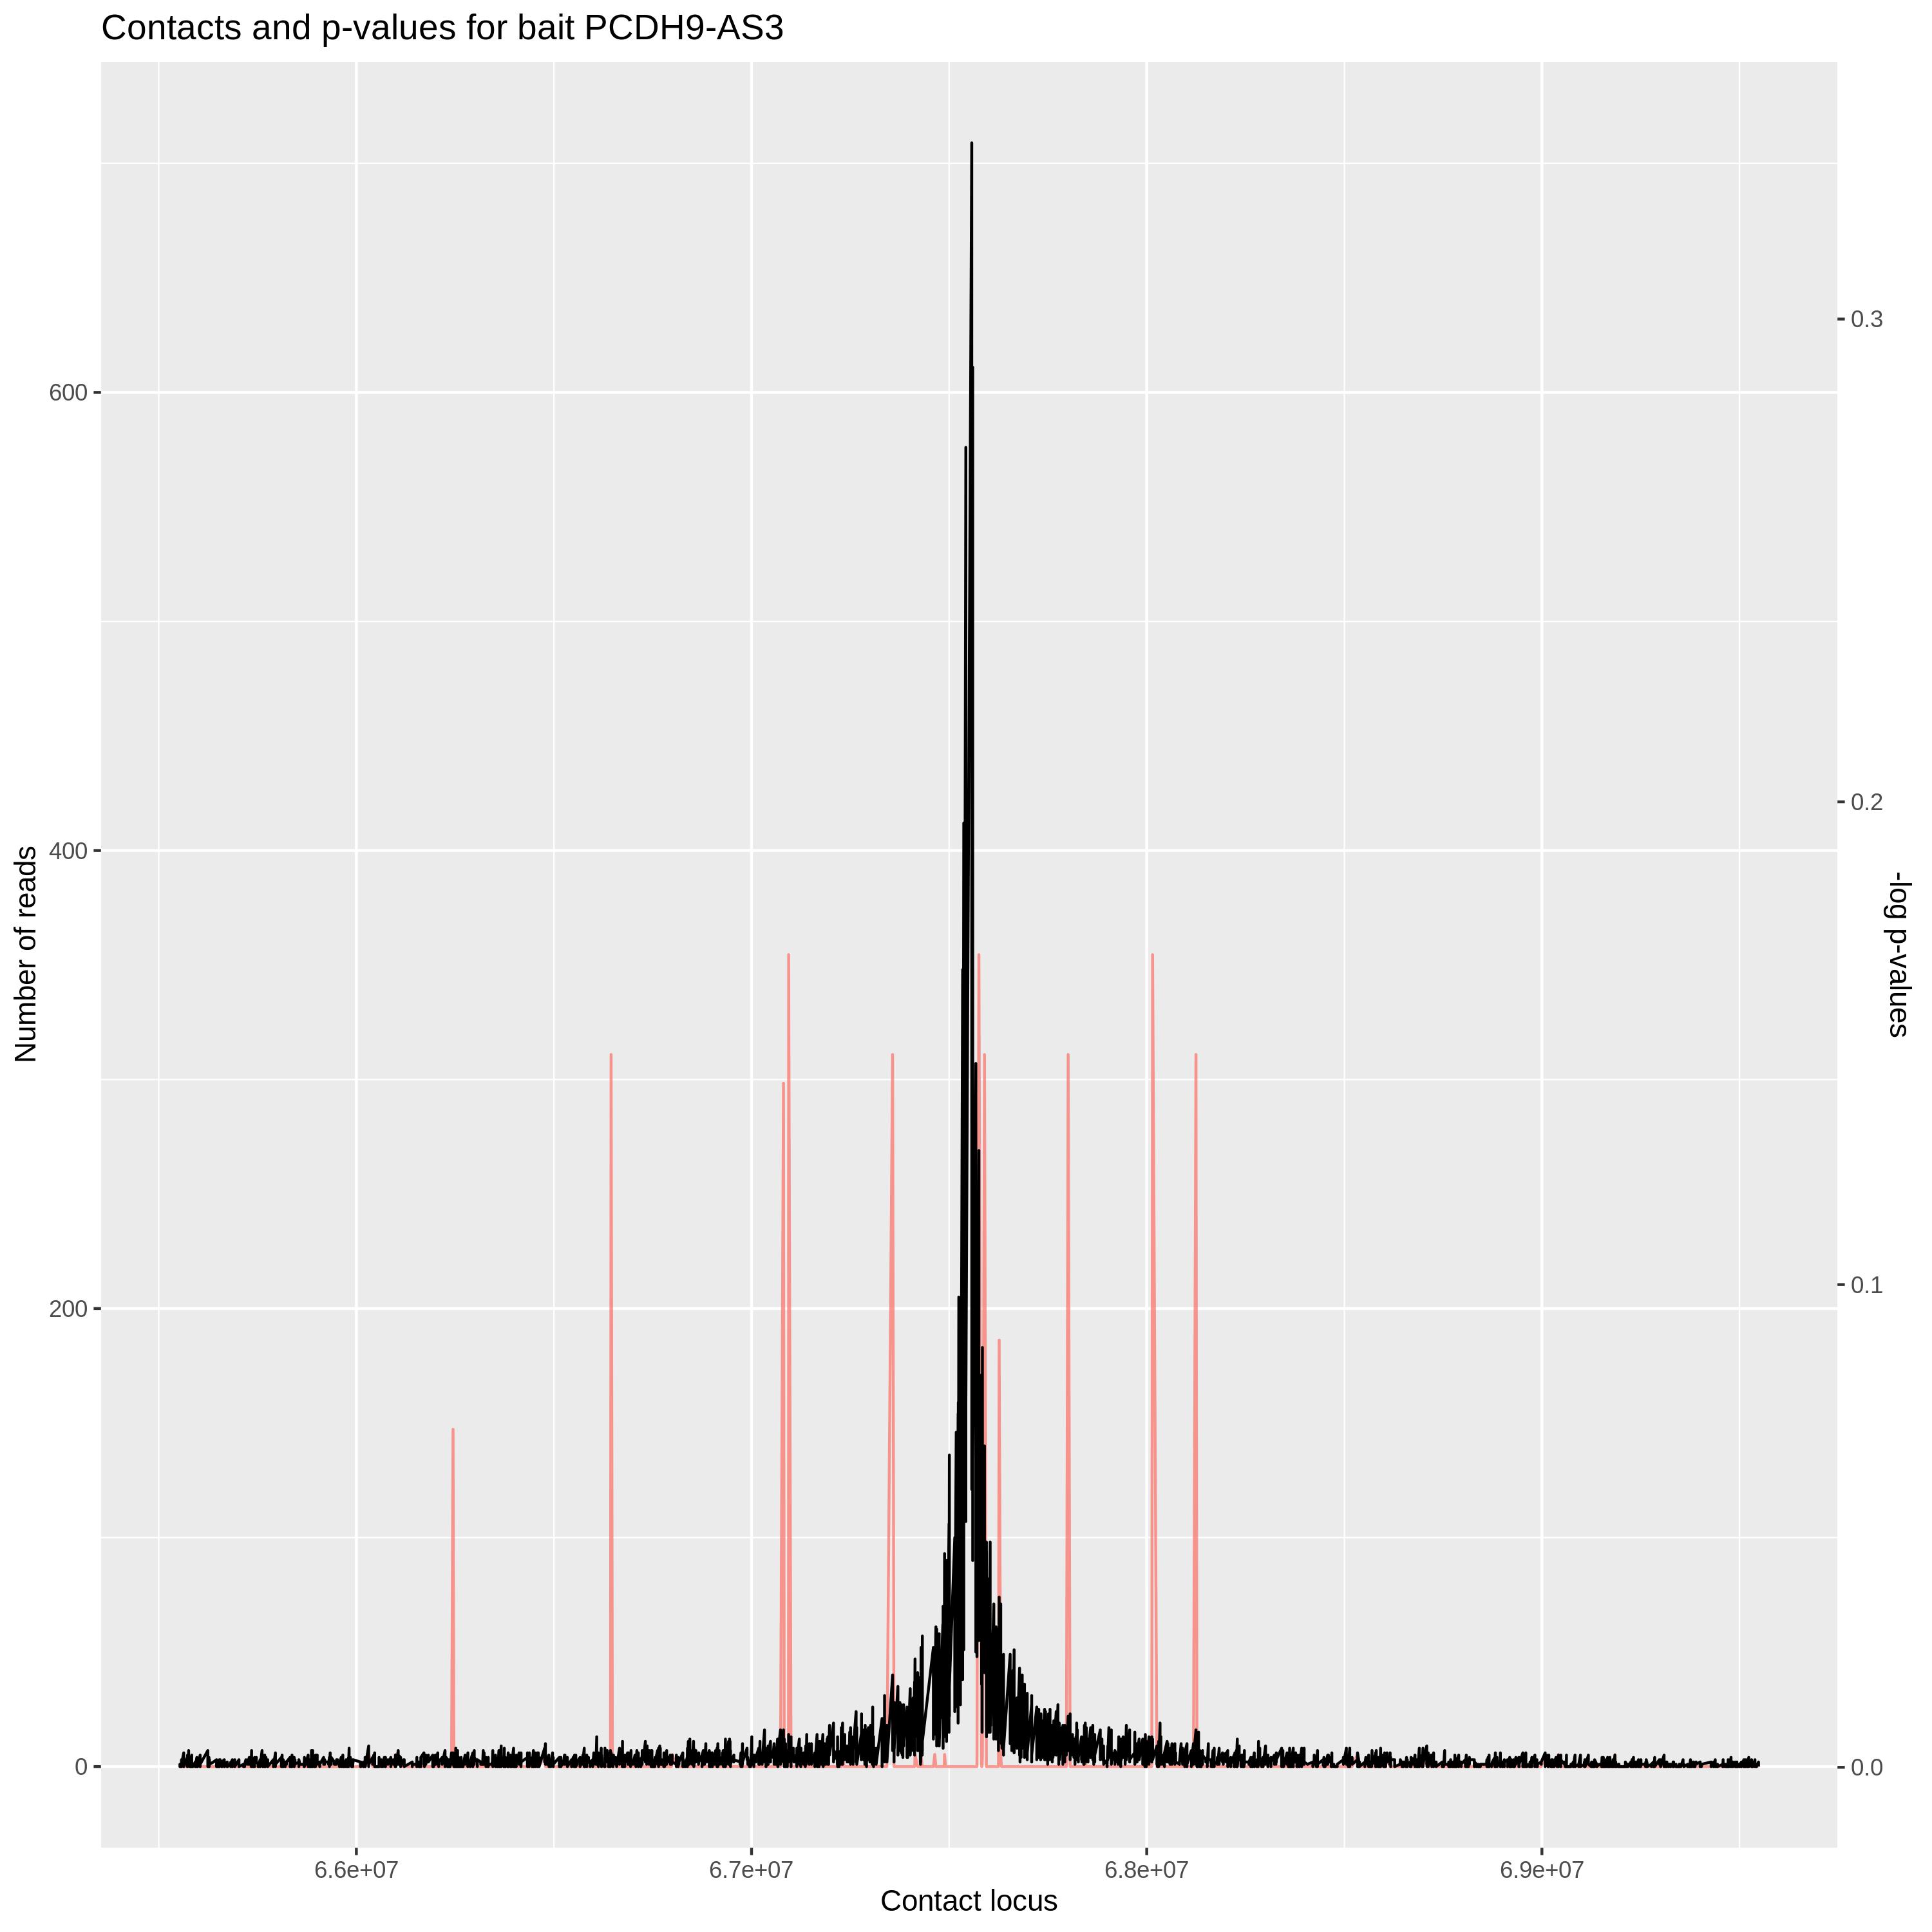 Contacts and p-values for bait PCDH9-AS3
600
400
200
0
Number of reads
0.3
0.2
0.1
0.0
-log p-values
6.6e+07
6.7e+07
6.8e+07
6.9e+07
Contact locus